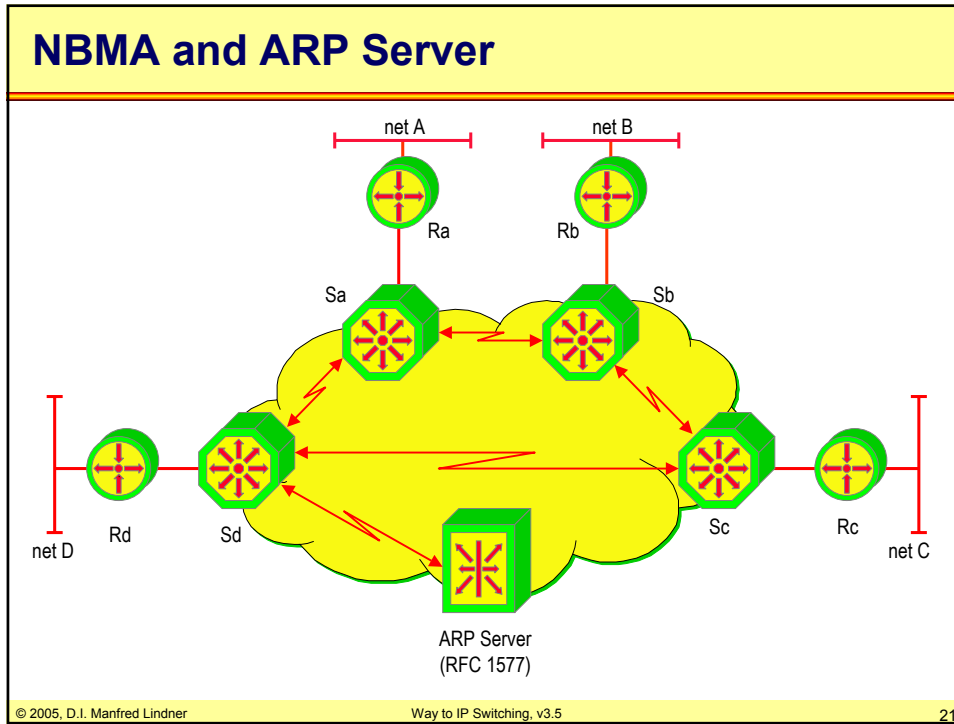 NBMA and ARP Server
net A
net B
Ra
Rb
Sa
Sb
Rd
Sd
Sc
Rc
net D
net C
ARP Server
(RFC 1577)
© 2005, D.I. Manfred Lindner
Way to IP Switching, v3.5
21